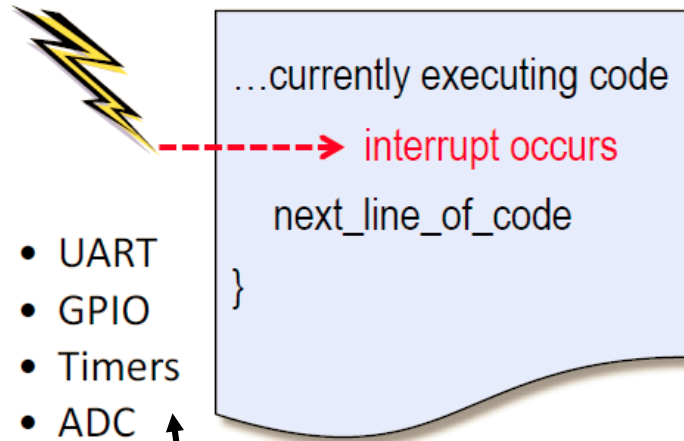 …currently executing code
interrupt occurs
next_line_of_code
}
• UART
• GPIO
• Timers
• ADC